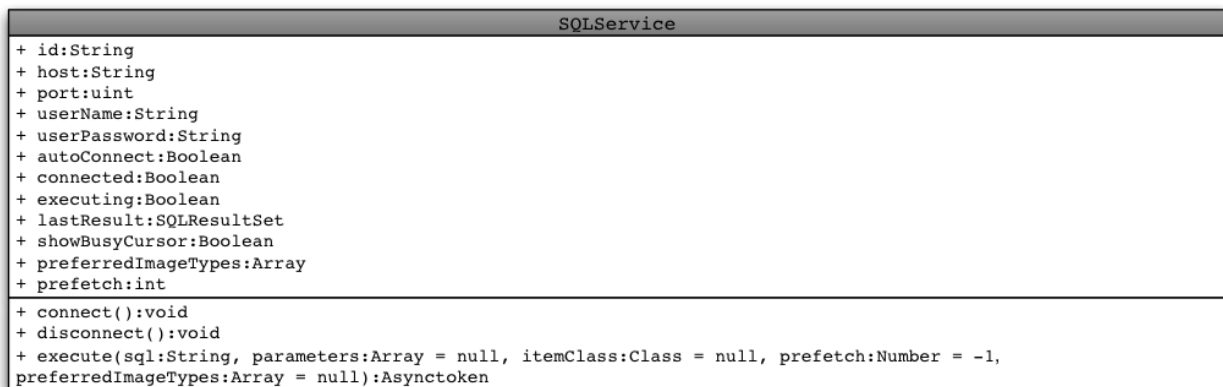 SQLService
+ id:String
+ host:String
+ port:uint
+ userName:String
+ userPassword:String
+ autoConnect:Boolean
+ connected:Boolean
+ executing:Boolean
+ lastResult:SQLResultSet
+ showBusyCursor:Boolean
+ preferredImageTypes:Array
+ prefetch:int
+ connect():void
+ disconnect():void
+ execute(sql:String, parameters:Array = null, itemClass:Class = null, prefetch:Number = -1,
preferredImageTypes:Array = null):Asynctoken